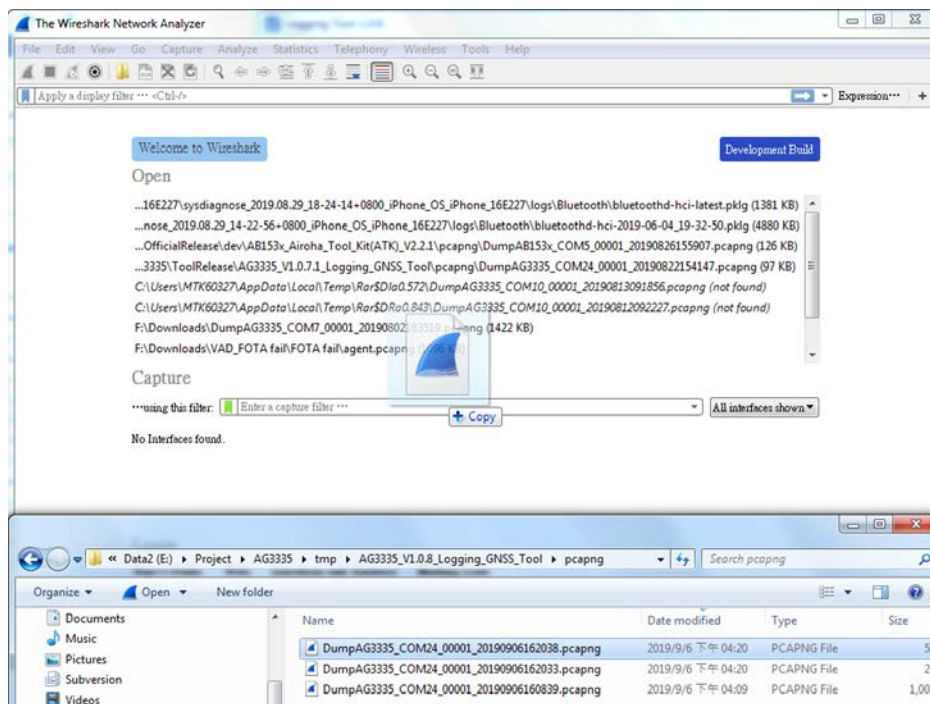 The Wireshark Network Analyzer
File Edit View Go Capture Analyze Statistics Telephony Wireless Tools Help
Apply a display filter ··· <Ctrl-/>
Expression··· +
Welcome to Wireshark
Development Build
Open
...16E227\sysdiagnose_2019.08.29_18-24-14+0800_iPhone_OS_iPhone_16E227\logs\Bluetooth\bluetoothd-hci-latest.pklg (1381 KB)
...nose_2019.08.29_14-22-56+0800_iPhone_OS_iPhone_16E227\logs\Bluetooth\bluetoothd-hci-2019-06-04_19-32-50.pklg (4880 KB)
...OfficialRelease\dev\AB153x_Airoha_Tool_Kit(ATK)_V2.2.1\pcapng\DumpAB153x_COM5_00001_20190826155907.pcapng (126 KB)
...3335\ToolRelease\AG3335_V1.0.7.1_Logging_GNSS_Tool\pcapng\DumpAG3335_COM24_00001_20190822154147.pcapng (97 KB)
C:\Users\MTK60327\AppData\Local\Temp\Rar$DIa0.572\DumpAG3335_COM10_00001_20190813091856.pcapng (not found)
C:\Users\MTK60327\AppData\Local\Temp\Rar$DRa0.843\DumpAG3335_COM10_00001_20190812092227.pcapng (not found)
F:\Downloads\DumpAG3335_COM7_00001_20190802183519.pcapng (1422 KB)
F:\Downloads\VAD_FOTA fail\FOTA fail\agent.pcapng
Capture
···using this filter: Enter a capture filter ··· All interfaces shown
Copy
No Interfaces found.
« Data2 (E:) Project AG3335 tmp AG3335_V1.0.8_Logging_GNSS_Tool pcapng Search pcapng
Organize Open New folder
Documents
Music
Pictures
Subversion
Videos
Name Date modified Type Size
DumpAG3335_COM24_00001_20190906162038.pcapng 2019/9/6 下午 04:20 PCAPNG File 5
DumpAG3335_COM24_00001_20190906162033.pcapng 2019/9/6 下午 04:20 PCAPNG File 2
DumpAG3335_COM24_00001_20190906160839.pcapng 2019/9/6 下午 04:09 PCAPNG File 1,00